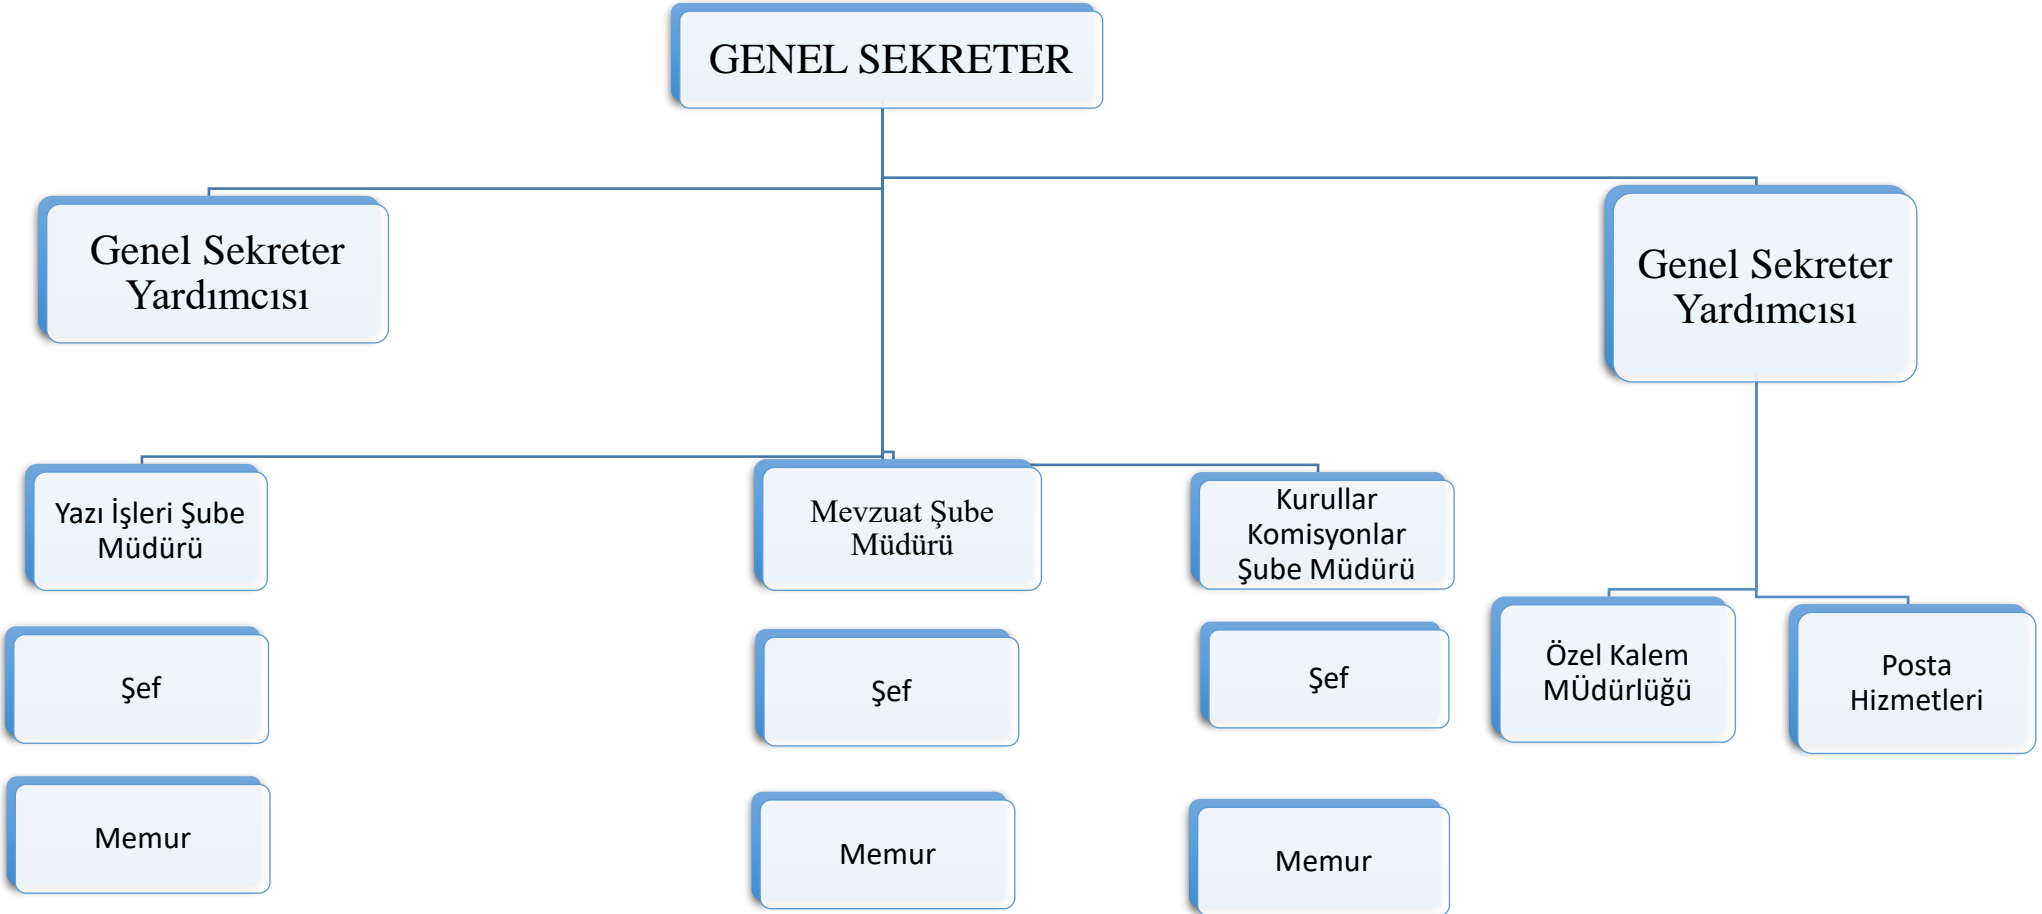 GENEL SEKRETER
Genel Sekreter
Yardımcısı
Genel Sekreter
Yardımcısı
Yazı İşleri Şube
Müdürü
Mevzuat Şube
Müdürü
Kurullar
Komisyonlar
Şube Müdürü
Özel Kalem
MÜdürlüğü
Posta
Hizmetleri
Şef
Şef
Şef
Memur
Memur
Memur